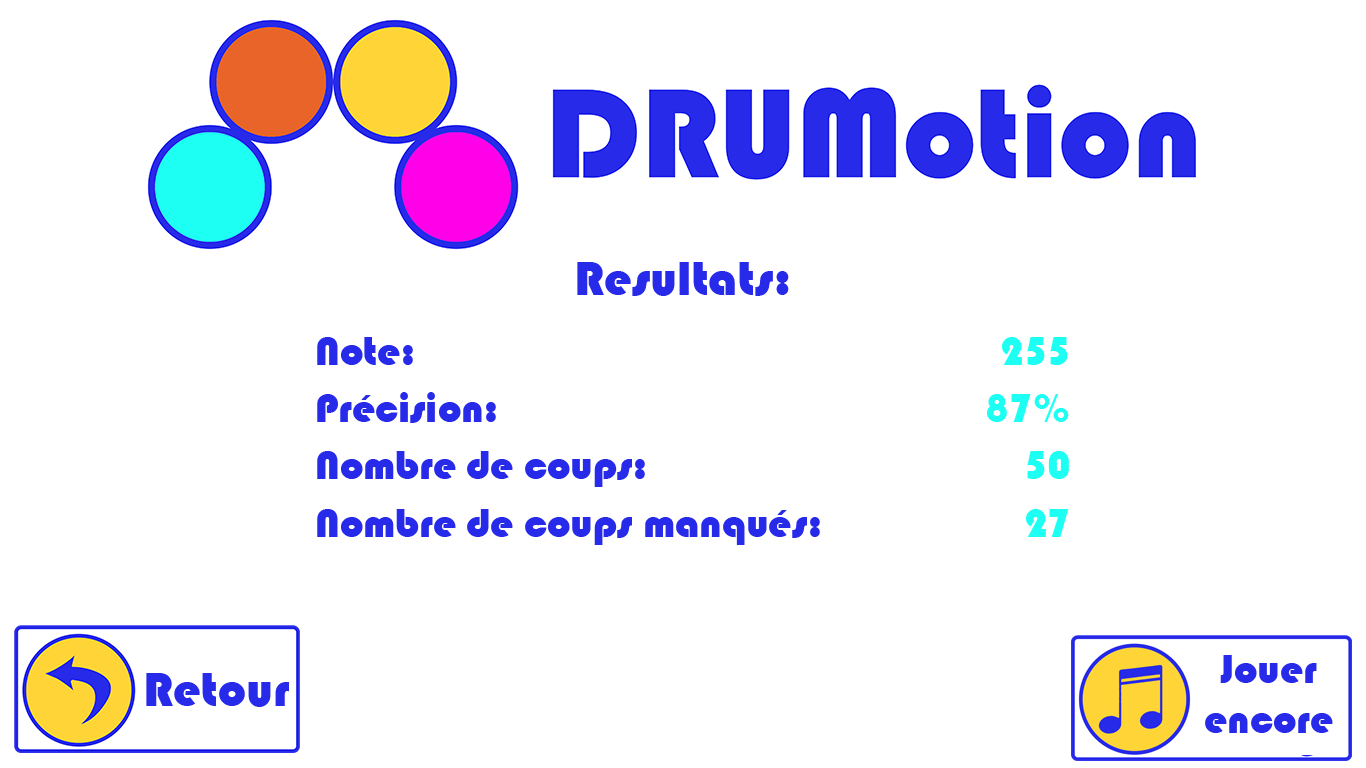 DRUMotion
Resultats:
Note: 255
Précision: 87%
Nombre de coups: 50
Nombre de coups manqués: 27
Retour
Jouer
encore